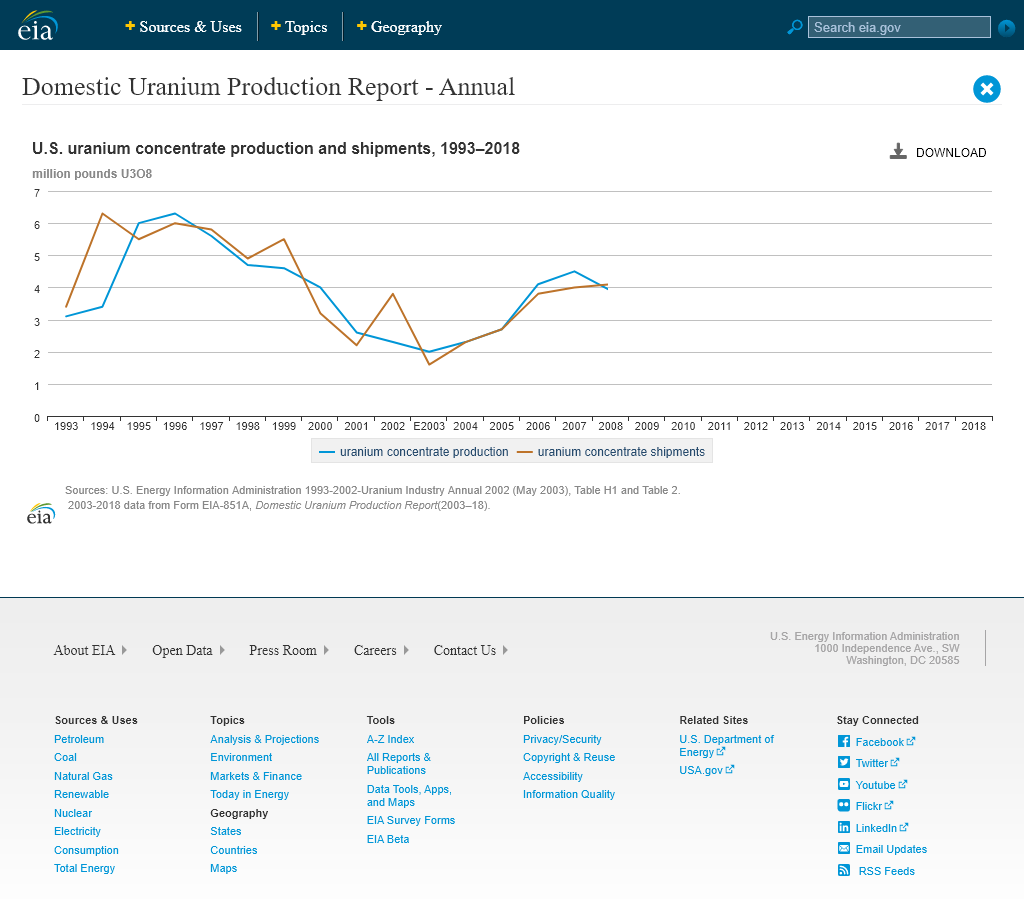 eia
Sources & Uses
Topics
Geography
Search eia.gov
Domestic Uranium Production Report - Annual
U.S. uranium concentrate production and shipments, 1993–2018
DOWNLOAD
million pounds U3O8
7
6
5
4
3
2
1
0
1993 1994 1995 1996 1997 1998 1999 2000 2001 2002 E2003 2004 2005 2006 2007 2008 2009 2010 2011 2012 2013 2014 2015 2016 2017 2018
uranium concentrate production uranium concentrate shipments
Sources: U.S. Energy Information Administration 1993-2002-Uranium Industry Annual 2002 (May 2003), Table H1 and Table 2.
2003-2018 data from Form EIA-851A, Domestic Uranium Production Report(2003–18).
eia
About EIA
Open Data
Press Room
Careers
Contact Us
U.S. Energy Information Administration
1000 Independence Ave., SW
Washington, DC 20585
Sources & Uses
Petroleum
Coal
Natural Gas
Renewable
Nuclear
Electricity
Consumption
Total Energy
Topics
Analysis & Projections
Environment
Markets & Finance
Today in Energy
Geography
States
Countries
Maps
Tools
A-Z Index
All Reports &
Publications
Data Tools, Apps,
and Maps
EIA Survey Forms
EIA Beta
Policies
Privacy/Security
Copyright & Reuse
Accessibility
Information Quality
Related Sites
U.S. Department of
Energy
USA.gov
Stay Connected
Facebook
Twitter
Youtube
Flickr
LinkedIn
Email Updates
RSS Feeds